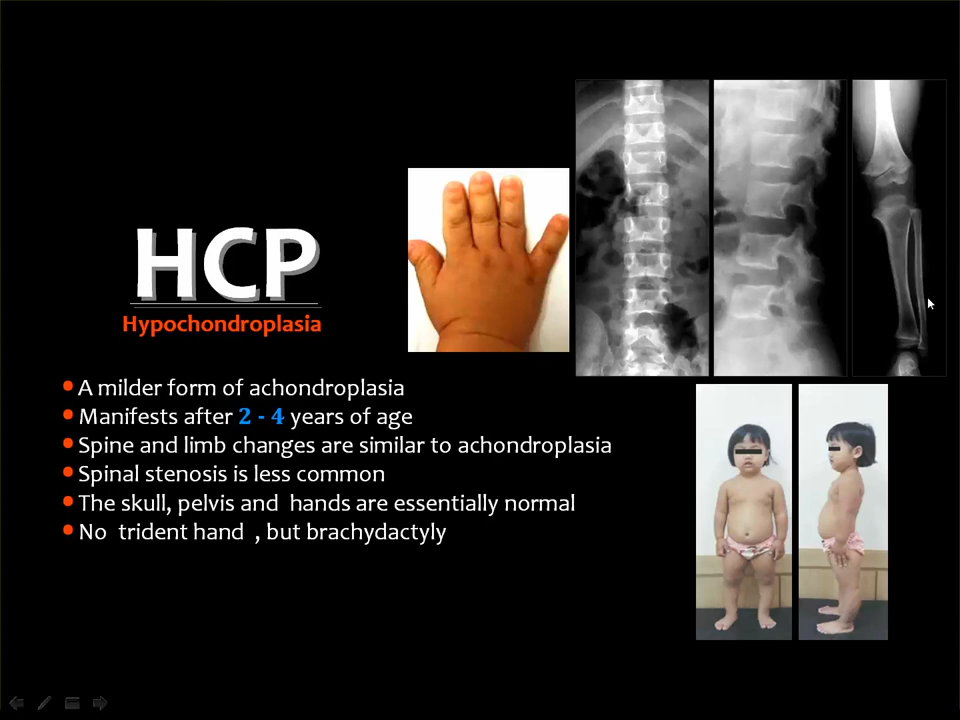 HCP
Hypochondroplasia
• A milder form of achondroplasia
• Manifests after 2 - 4 years of age
• Spine and limb changes are similar to achondroplasia
• Spinal stenosis is less common
• The skull, pelvis and  hands are essentially normal
• No  trident hand  , but brachydactyly